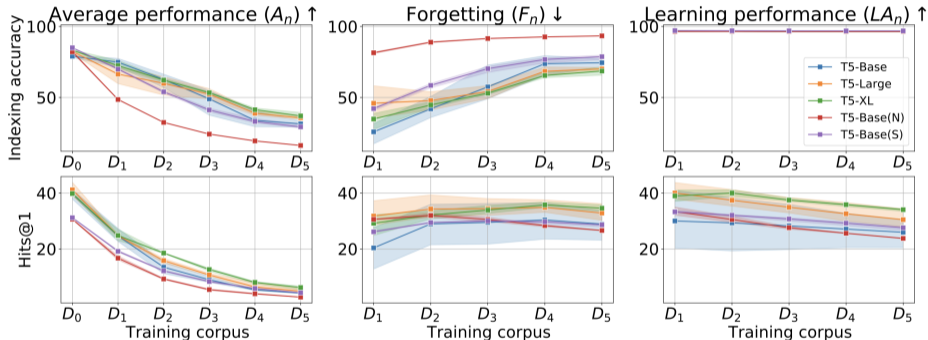 Average performance (Aₙ) ↑
Forgetting (Fₙ) ↓
Learning performance (LAₙ) ↑
Indexing accuracy
100
50
D₀ D₁ D₂ D₃ D₄ D₅
100
50
D₁ D₂ D₃ D₄ D₅
100
50
T5-Base
T5-Large
T5-XL
T5-Base(N)
T5-Base(S)
D₁ D₂ D₃ D₄ D₅
Hits@1
40
20
D₀ D₁ D₂ D₃ D₄ D₅
Training corpus
40
20
D₁ D₂ D₃ D₄ D₅
Training corpus
40
20
D₁ D₂ D₃ D₄ D₅
Training corpus